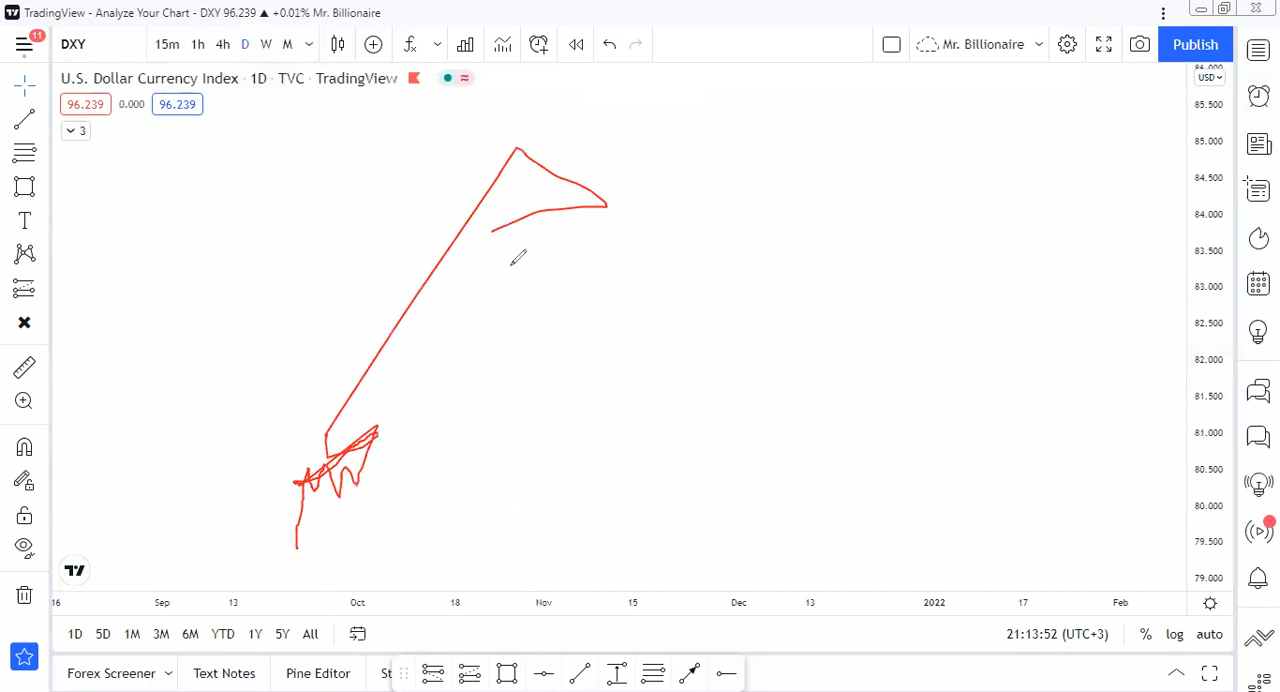 TradingView - Analyze Your Chart - DXY 96.239 ▲ +0.01% Mr. Billionaire
11
DXY 15m 1h 4h D W M Mr. Billionaire Publish
U.S. Dollar Currency Index · 1D · TVC · TradingView
USD
96.239 0.000 96.239
3
85.500
85.000
84.500
84.000
83.500
83.000
82.500
82.000
81.500
81.000
80.500
80.000
79.500
79.000
16 Sep 13 Oct 18 Nov 15 Dec 13 2022 17 Feb
1D 5D 1M 3M 6M YTD 1Y 5Y All 21:13:52 (UTC+3) % log auto
Forex Screener Text Notes Pine Editor St